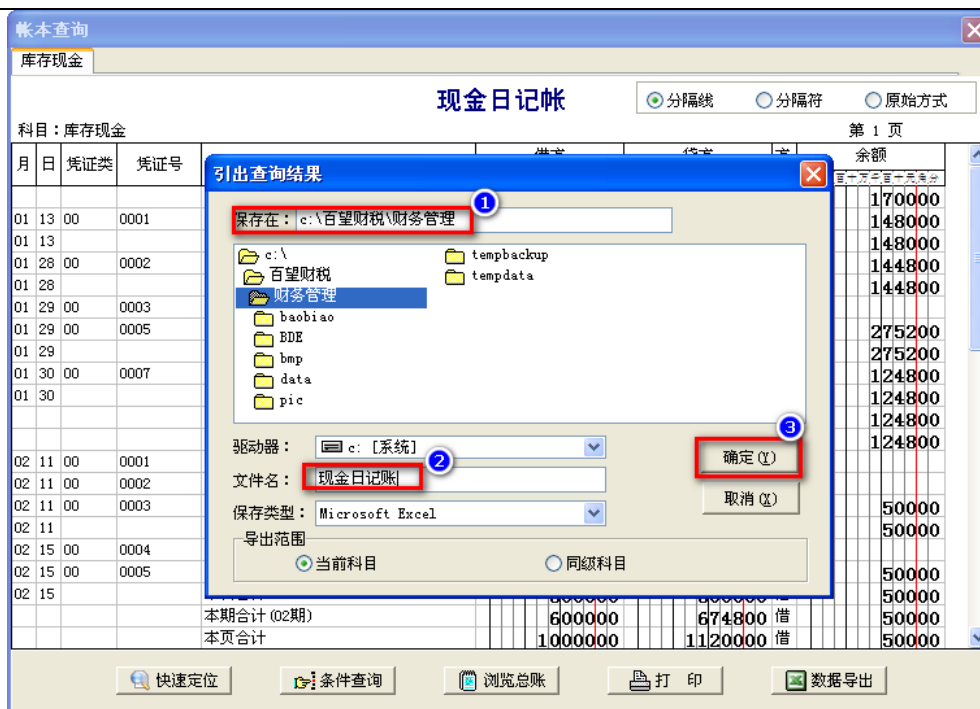 帐本查询
库存现金
现金日记帐
分隔线 分隔符 原始方式
科目：库存现金 第 1 页
月 日 凭证类 凭证号 余额
引出查询结果
170000
保存在： c:\百望财税\财务管理 1
01 13 00 0001 148000
01 13 148000
c:\ tempbackup
01 28 00 0002 144800
百望财税 tempdata
01 28 144800
财务管理
01 29 00 0003
baobiao
01 29 00 0005 275200
BDE
01 29 275200
bmp
01 30 00 0007 124800
data
01 30 124800
pic
124800
3
124800
驱动器： c: [系统] 2
确定(Y)
02 11 00 0001
02 11 00 0002
文件名： 现金日记账
取消(X)
02 11 00 0003 50000
保存类型： Microsoft Excel
02 11 50000
导出范围
02 15 00 0004
当前科目 同级科目
02 15 00 0005 50000
02 15 50000
本期合计(02期) 600000 674800 借 50000
本页合计 1000000 1120000 借 50000
快速定位 条件查询 浏览总账 打 印 数据导出